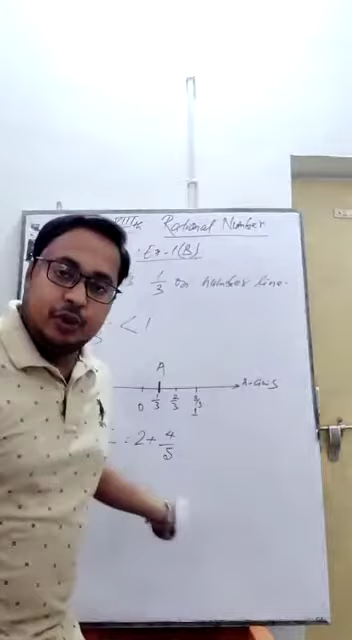 VIII Rational Number
Ex-1(B)
1/3 on number line.
< 1
A
x-axis
0 1/3 2/3 3/3
1
= 2 + 4/5